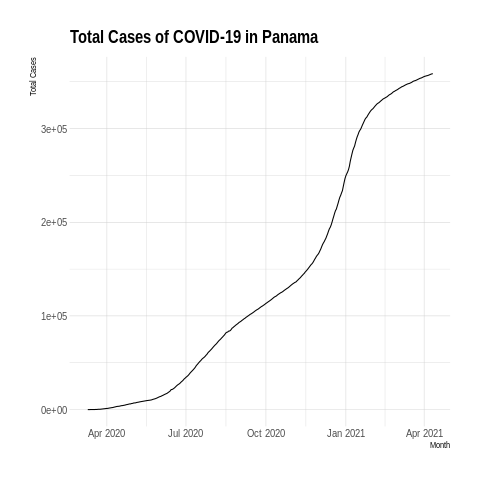 Total Cases of COVID-19 in Panama
Total Cases
3e+05
2e+05
1e+05
0e+00
Apr 2020 Jul 2020 Oct 2020 Jan 2021 Apr 2021
Month